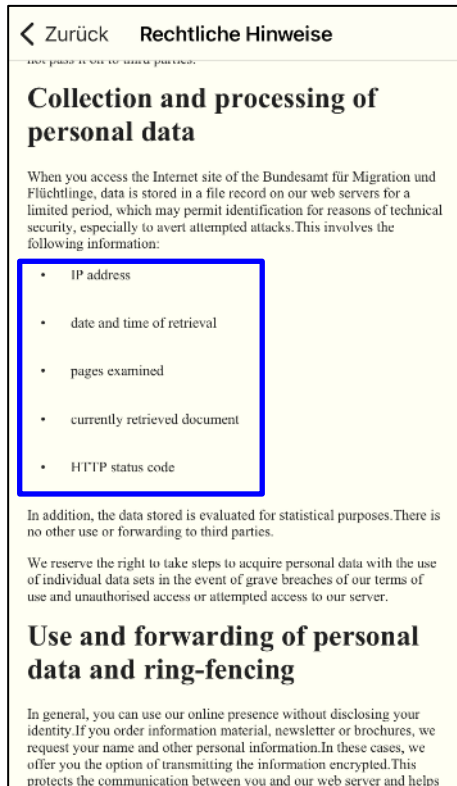 Zurück Rechtliche Hinweise
not pass it on to third parties.
Collection and processing of
personal data
When you access the Internet site of the Bundesamt für Migration und
Flüchtlinge, data is stored in a file record on our web servers for a
limited period, which may permit identification for reasons of technical
security, especially to avert attempted attacks.This involves the
following information:
• IP address
• date and time of retrieval
• pages examined
• currently retrieved document
• HTTP status code
In addition, the data stored is evaluated for statistical purposes.There is
no other use or forwarding to third parties.
We reserve the right to take steps to acquire personal data with the use
of individual data sets in the event of grave breaches of our terms of
use and unauthorised access or attempted access to our server.
Use and forwarding of personal
data and ring-fencing
In general, you can use our online presence without disclosing your
identity.If you order information material, newsletter or brochures, we
request your name and other personal information.In these cases, we
offer you the option of transmitting the information encrypted.This
protects the communication between you and our web server and helps